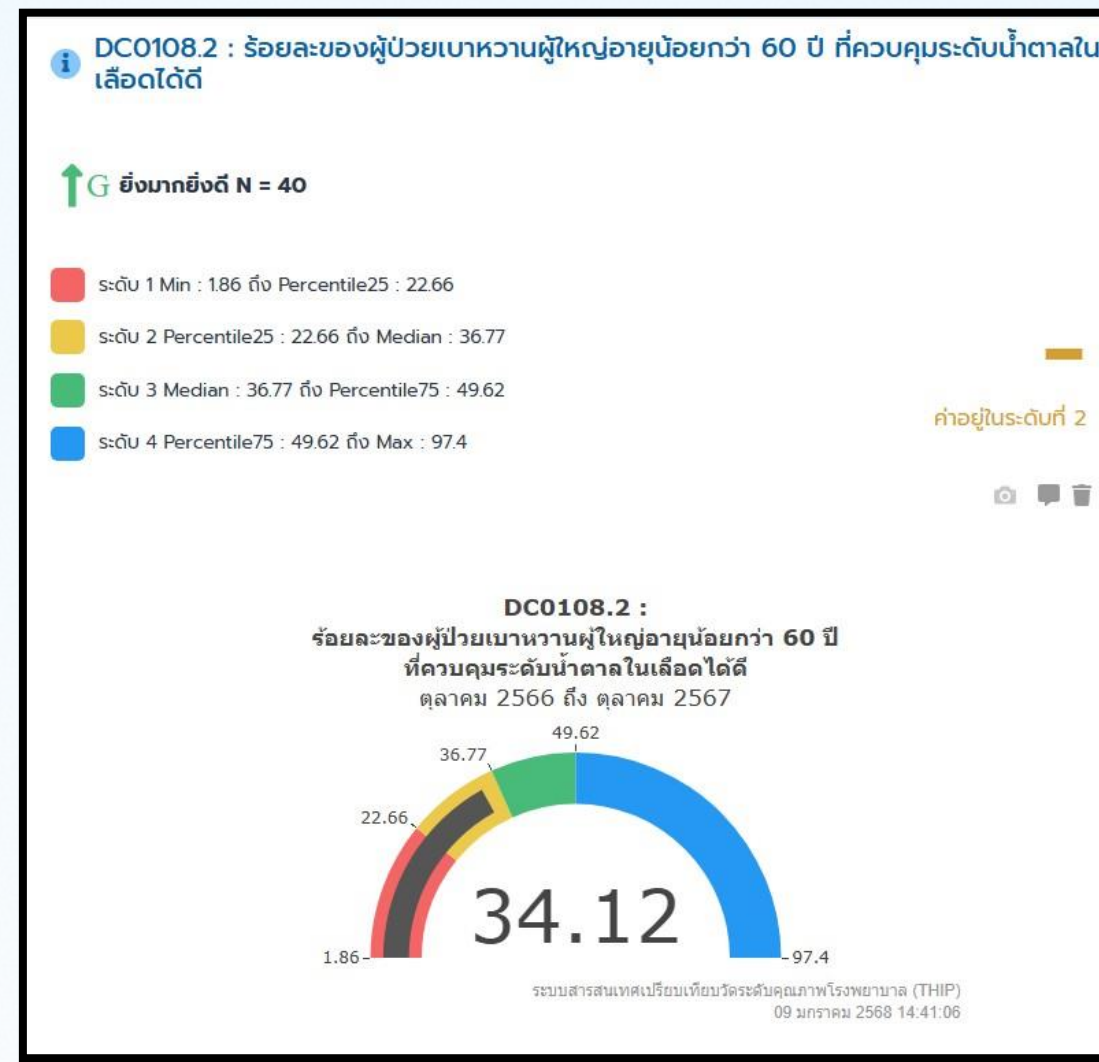 DC0108.2 : ร้อยละของผู้ป่วยเบาหวานผู้ใหญ่อายุน้อยกว่า 60 ปี ที่ควบคุมระดับน้ำตาลใน
เลือดได้ดี
G ยิ่งมากยิ่งดี N = 40
ระดับ 1 Min : 1.86 ถึง Percentile25 : 22.66
ระดับ 2 Percentile25 : 22.66 ถึง Median : 36.77
ระดับ 3 Median : 36.77 ถึง Percentile75 : 49.62
ระดับ 4 Percentile75 : 49.62 ถึง Max : 97.4
ค่าอยู่ในระดับที่ 2
DC0108.2 :
ร้อยละของผู้ป่วยเบาหวานผู้ใหญ่อายุน้อยกว่า 60 ปี
ที่ควบคุมระดับน้ำตาลในเลือดได้ดี
ตุลาคม 2566 ถึง ตุลาคม 2567
49.62
36.77
22.66
34.12
1.86
97.4
ระบบสารสนเทศเปรียบเทียบวัดระดับคุณภาพโรงพยาบาล (THIP)
09 มกราคม 2568 14:41:06